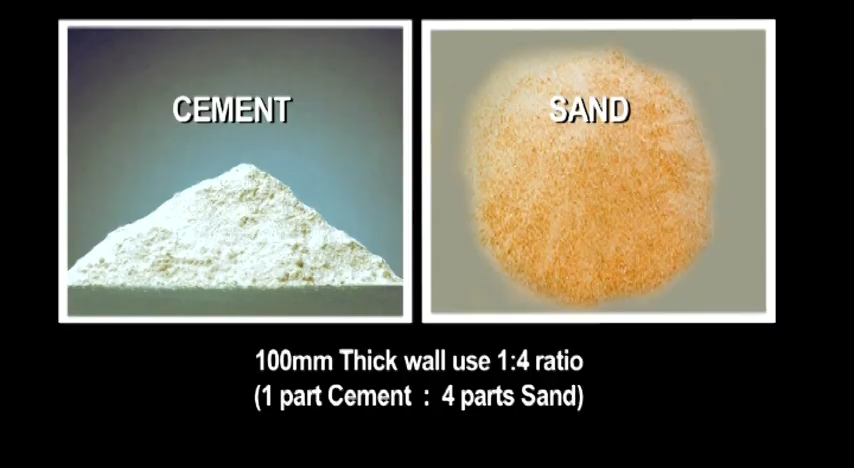 CEMENT
SAND
100mm Thick wall use 1:4 ratio
(1 part Cement : 4 parts Sand)